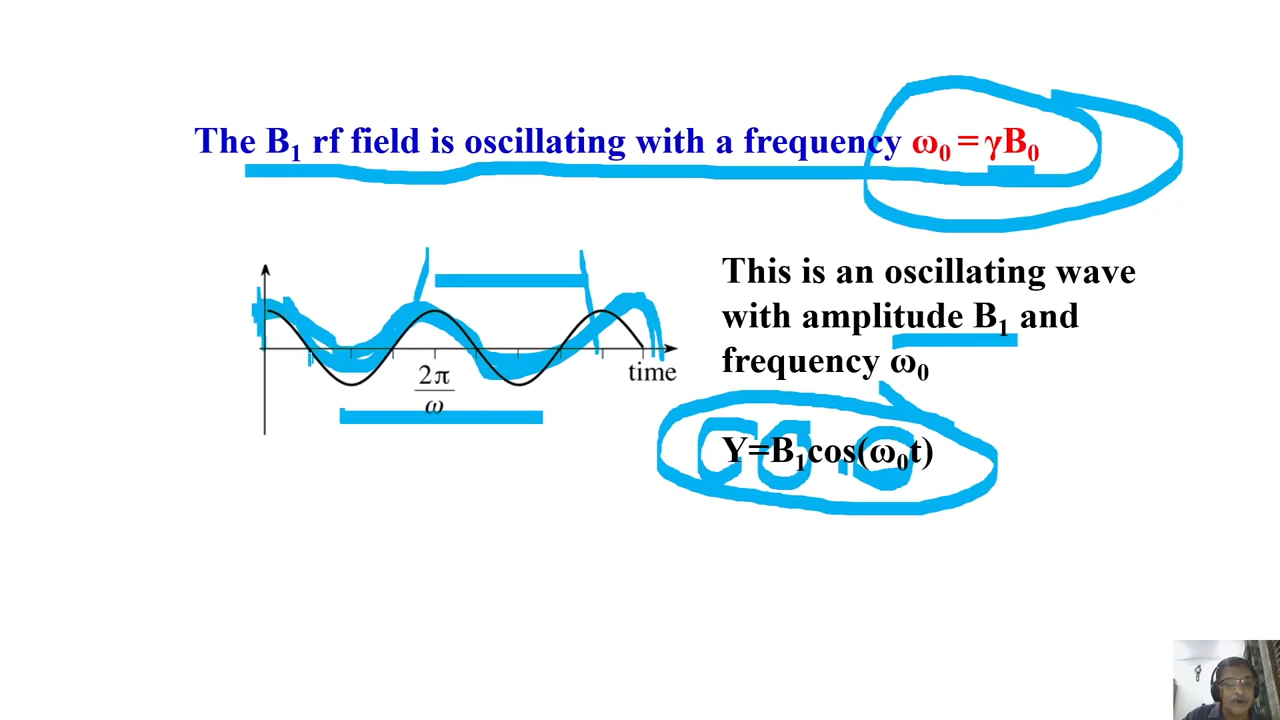 The B₁ rf field is oscillating with a frequency ω₀ = γB₀
This is an oscillating wave
with amplitude B₁ and
frequency ω₀
2π
ω
time
Y=B₁cos(ω₀t)